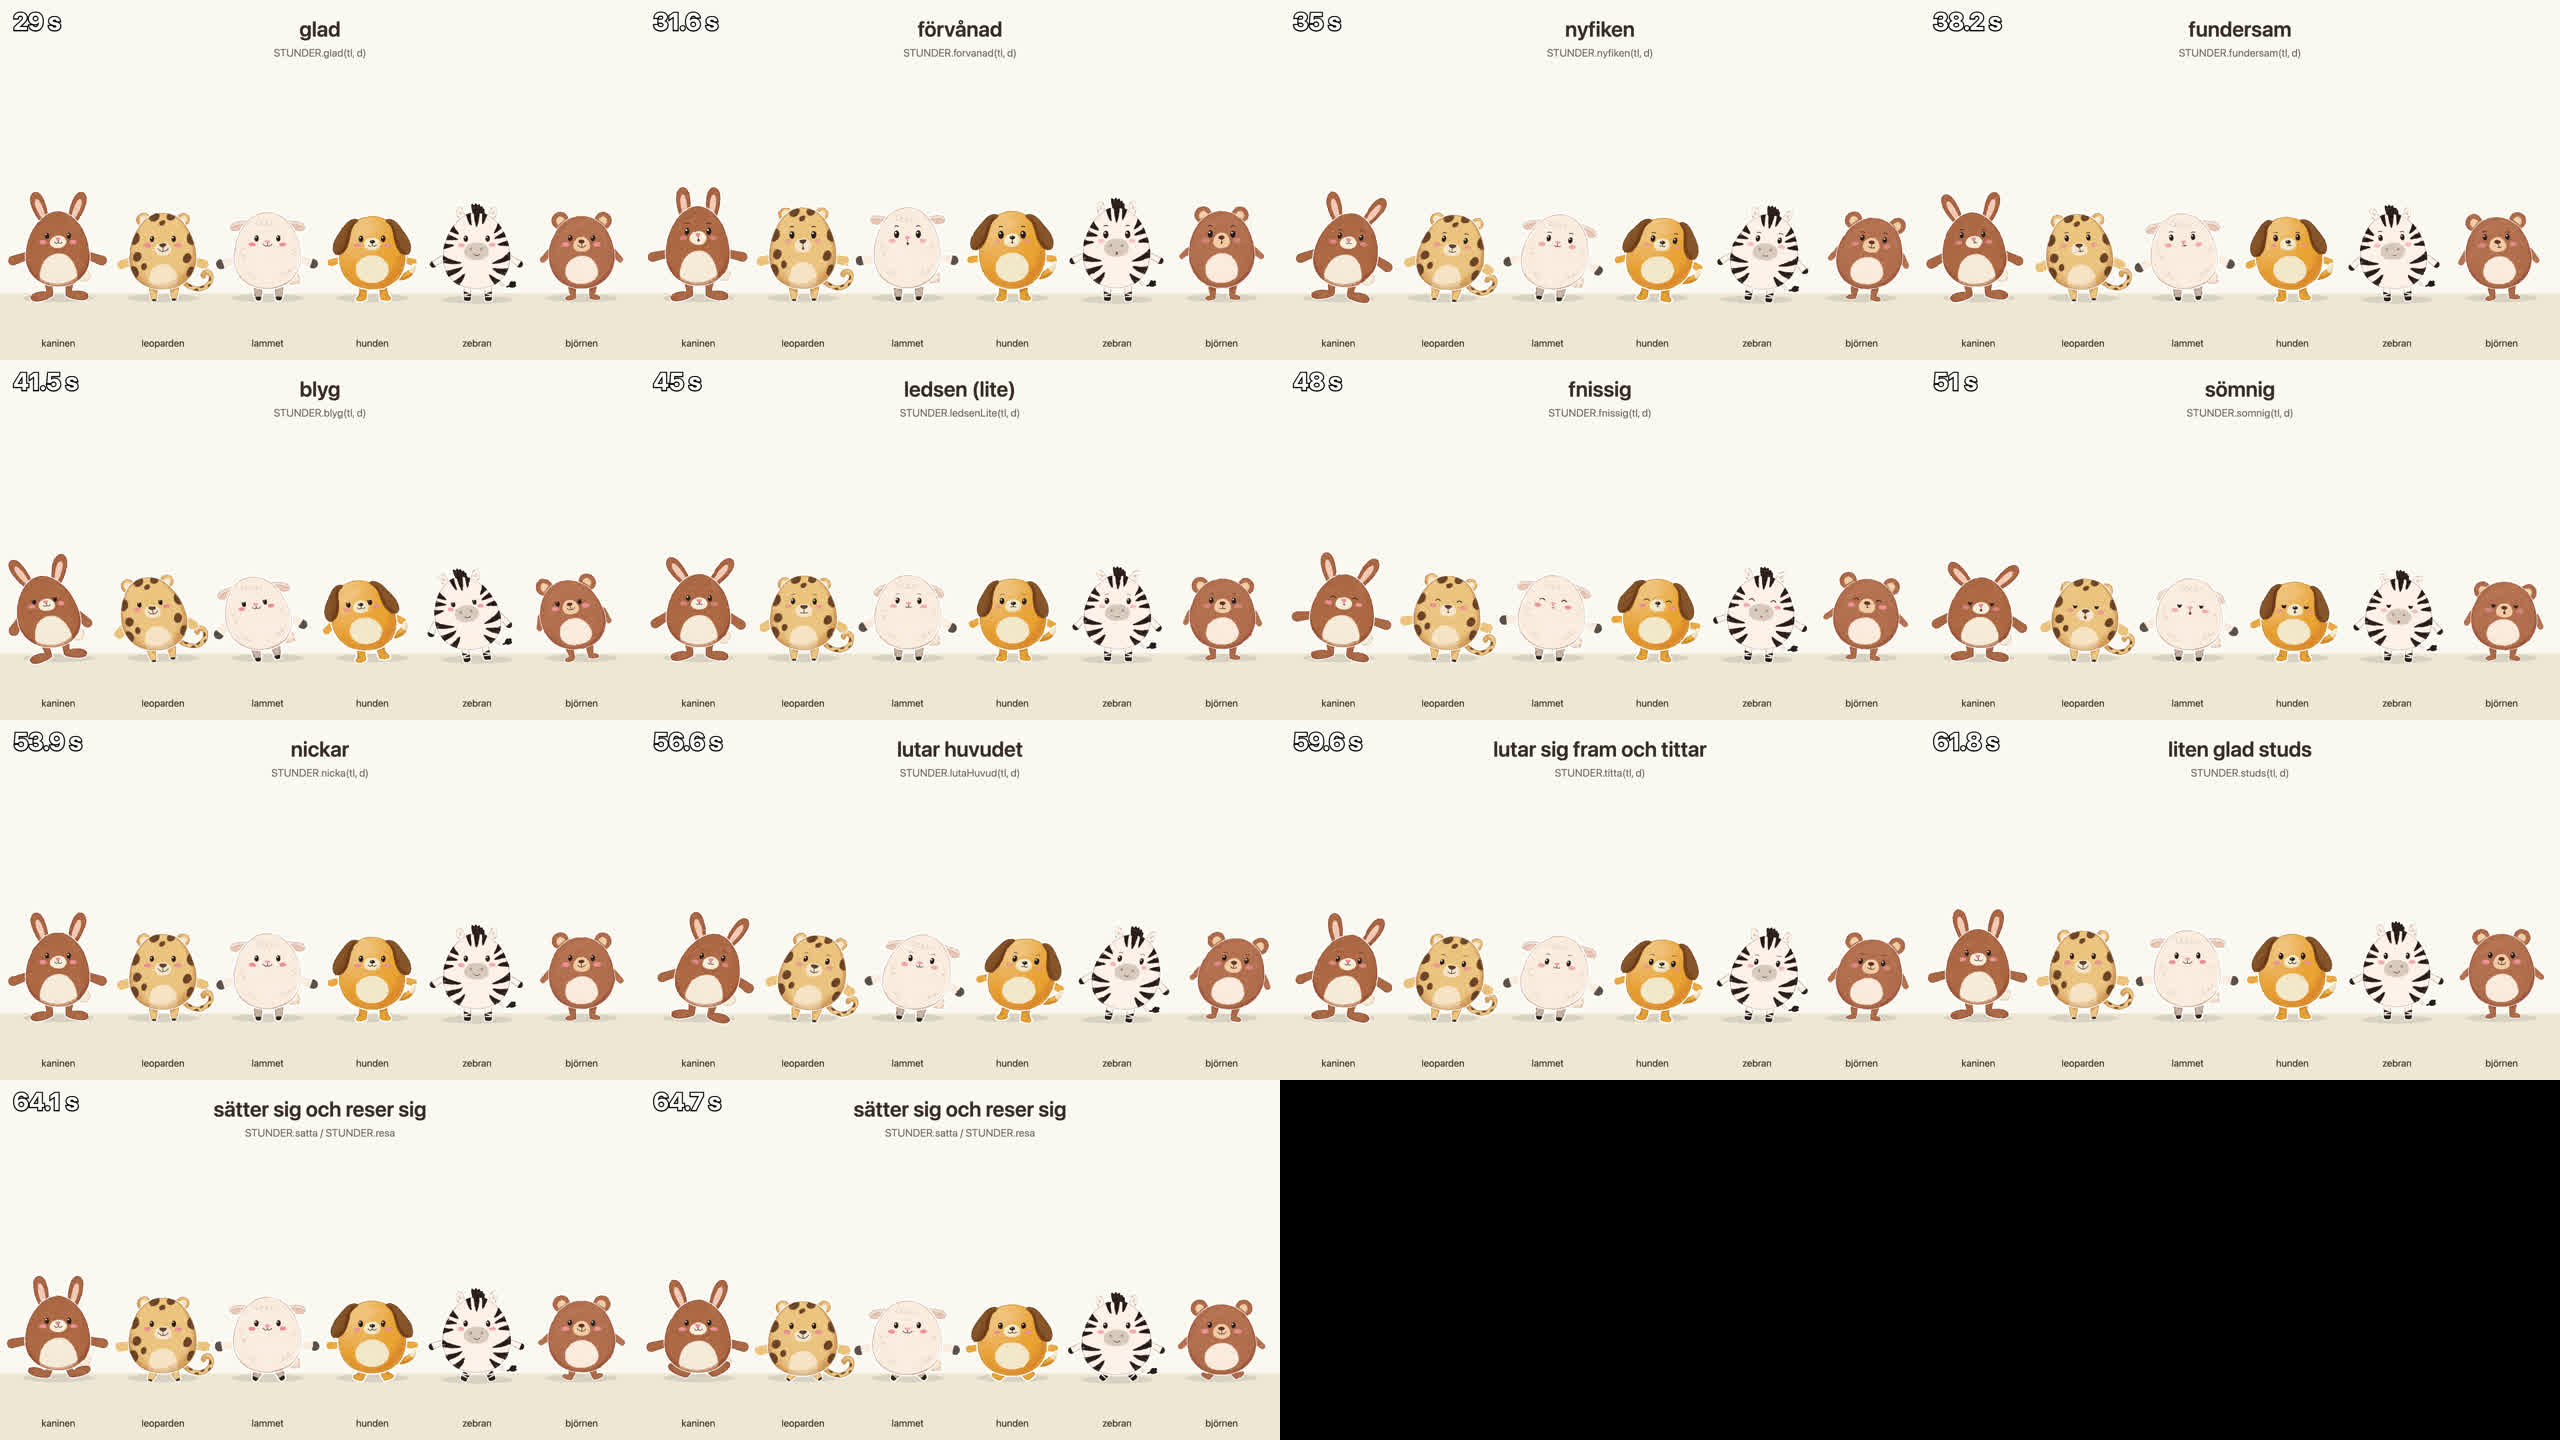 29 s
glad
STUNDER.glad(tl, d)
kaninen leoparden lammet hunden zebran björnen
31.6 s
förvånad
STUNDER.forvanad(tl, d)
kaninen leoparden lammet hunden zebran björnen
35 s
nyfiken
STUNDER.nyfiken(tl, d)
kaninen leoparden lammet hunden zebran björnen
38.2 s
fundersam
STUNDER.fundersam(tl, d)
kaninen leoparden lammet hunden zebran björnen
41.5 s
blyg
STUNDER.blyg(tl, d)
kaninen leoparden lammet hunden zebran björnen
45 s
ledsen (lite)
STUNDER.ledsenLite(tl, d)
kaninen leoparden lammet hunden zebran björnen
48 s
fnissig
STUNDER.fnissig(tl, d)
kaninen leoparden lammet hunden zebran björnen
51 s
sömnig
STUNDER.somnig(tl, d)
kaninen leoparden lammet hunden zebran björnen
53.9 s
nickar
STUNDER.nicka(tl, d)
kaninen leoparden lammet hunden zebran björnen
56.6 s
lutar huvudet
STUNDER.lutaHuvud(tl, d)
kaninen leoparden lammet hunden zebran björnen
59.6 s
lutar sig fram och tittar
STUNDER.titta(tl, d)
kaninen leoparden lammet hunden zebran björnen
61.8 s
liten glad studs
STUNDER.studs(tl, d)
kaninen leoparden lammet hunden zebran björnen
64.1 s
sätter sig och reser sig
STUNDER.satta / STUNDER.resa
kaninen leoparden lammet hunden zebran björnen
64.7 s
sätter sig och reser sig
STUNDER.satta / STUNDER.resa
kaninen leoparden lammet hunden zebran björnen